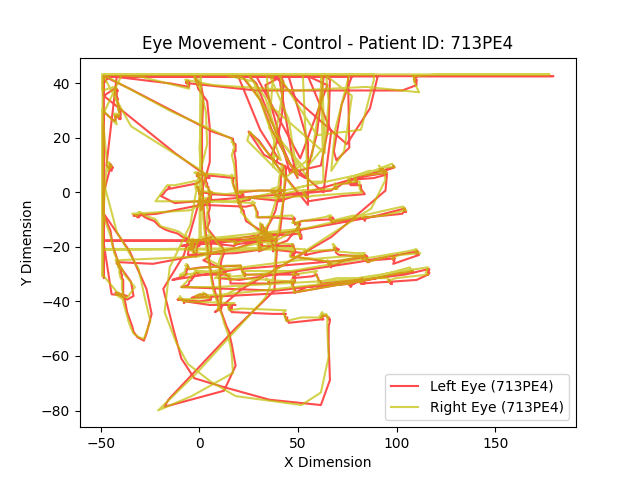 Eye Movement - Control - Patient ID: 713PE4
40
20
0
−20
−40
−60
−80
Y Dimension
−50
0
50
100
150
X Dimension
Left Eye (713PE4)
Right Eye (713PE4)